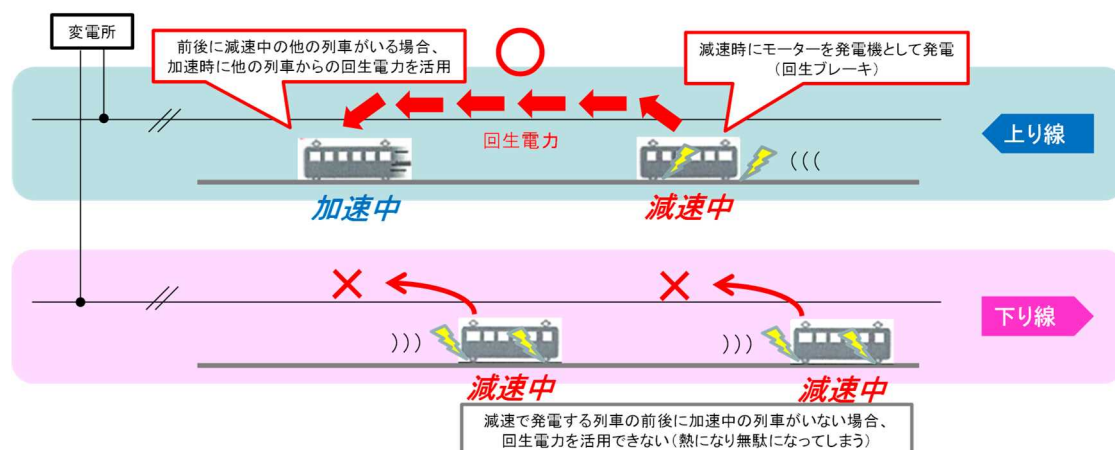 変電所
前後に減速中の他の列車がいる場合、
加速時に他の列車からの回生電力を活用
減速時にモーターを発電機として発電
(回生ブレーキ)
回生電力
上り線
加速中
減速中
下り線
減速中
減速中
減速で発電する列車の前後に加速中の列車がいない場合、
回生電力を活用できない(熱になり無駄になってしまう)